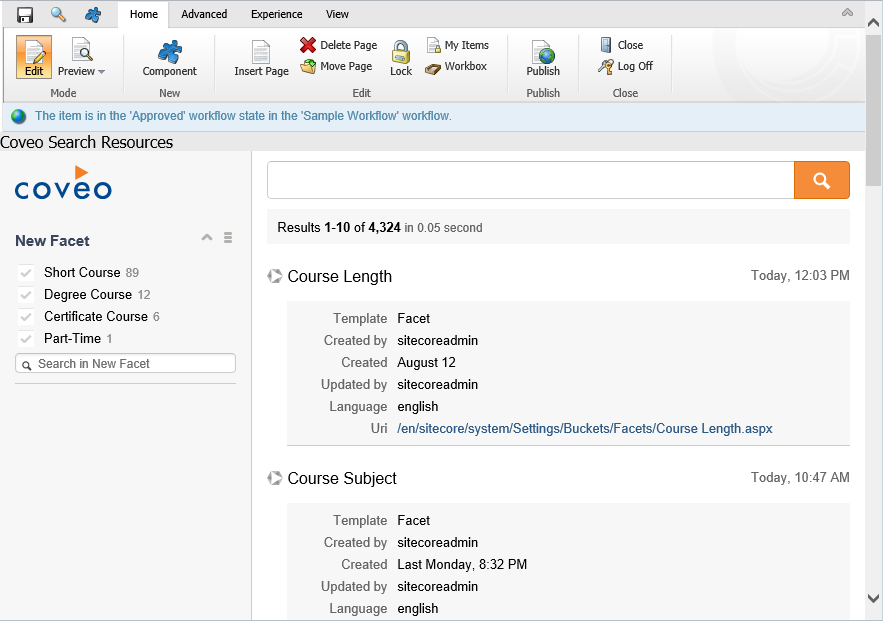 Home Advanced Experience View
Edit Preview Component Insert Page Delete Page Move Page Lock My Items Workbox Publish Close Log Off
Mode New Edit Publish Close
The item is in the 'Approved' workflow state in the 'Sample Workflow' workflow.
Coveo Search Resources
coveo
New Facet
Short Course 89
Degree Course 12
Certificate Course 6
Part-Time 1
Search in New Facet
Results 1-10 of 4,324 in 0.05 second
Course Length Today, 12:03 PM
Template Facet
Created by sitecoreadmin
Created August 12
Updated by sitecoreadmin
Language english
Uri /en/sitecore/system/Settings/Buckets/Facets/Course Length.aspx
Course Subject Today, 10:47 AM
Template Facet
Created by sitecoreadmin
Created Last Monday, 8:32 PM
Updated by sitecoreadmin
Language english